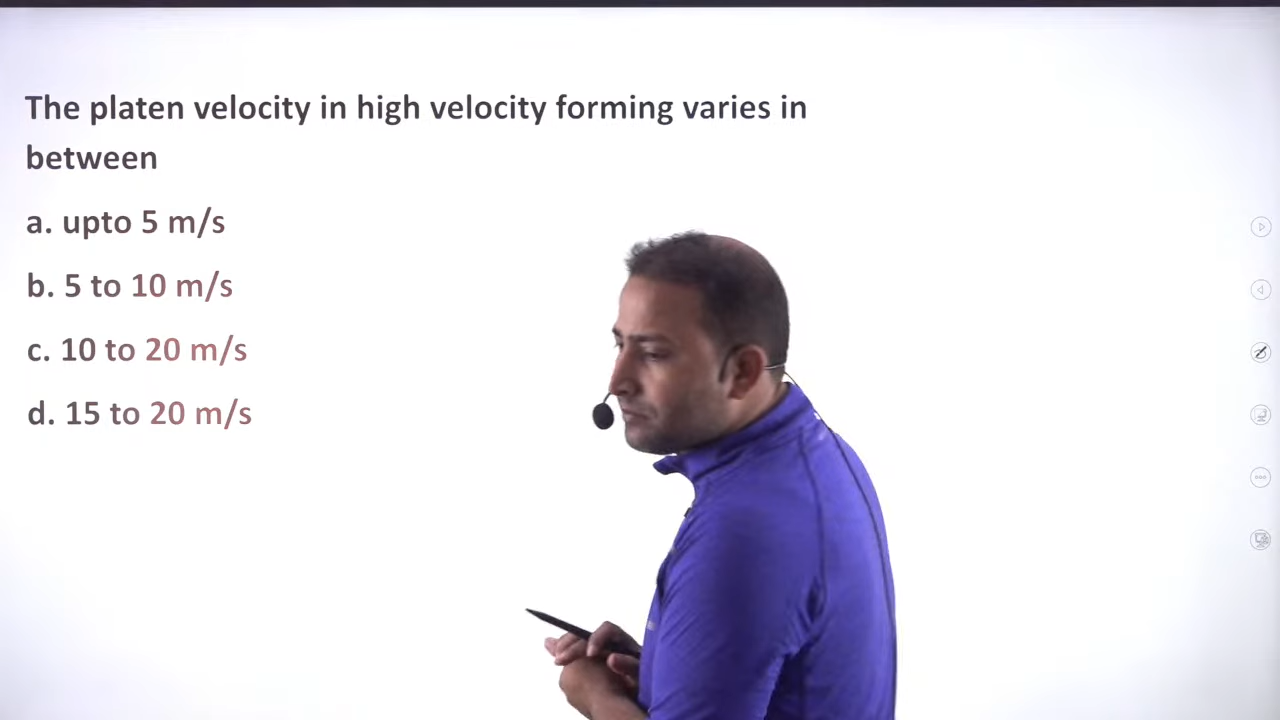 The platen velocity in high velocity forming varies in
between
a. upto 5 m/s
b. 5 to 10 m/s
c. 10 to 20 m/s
d. 15 to 20 m/s